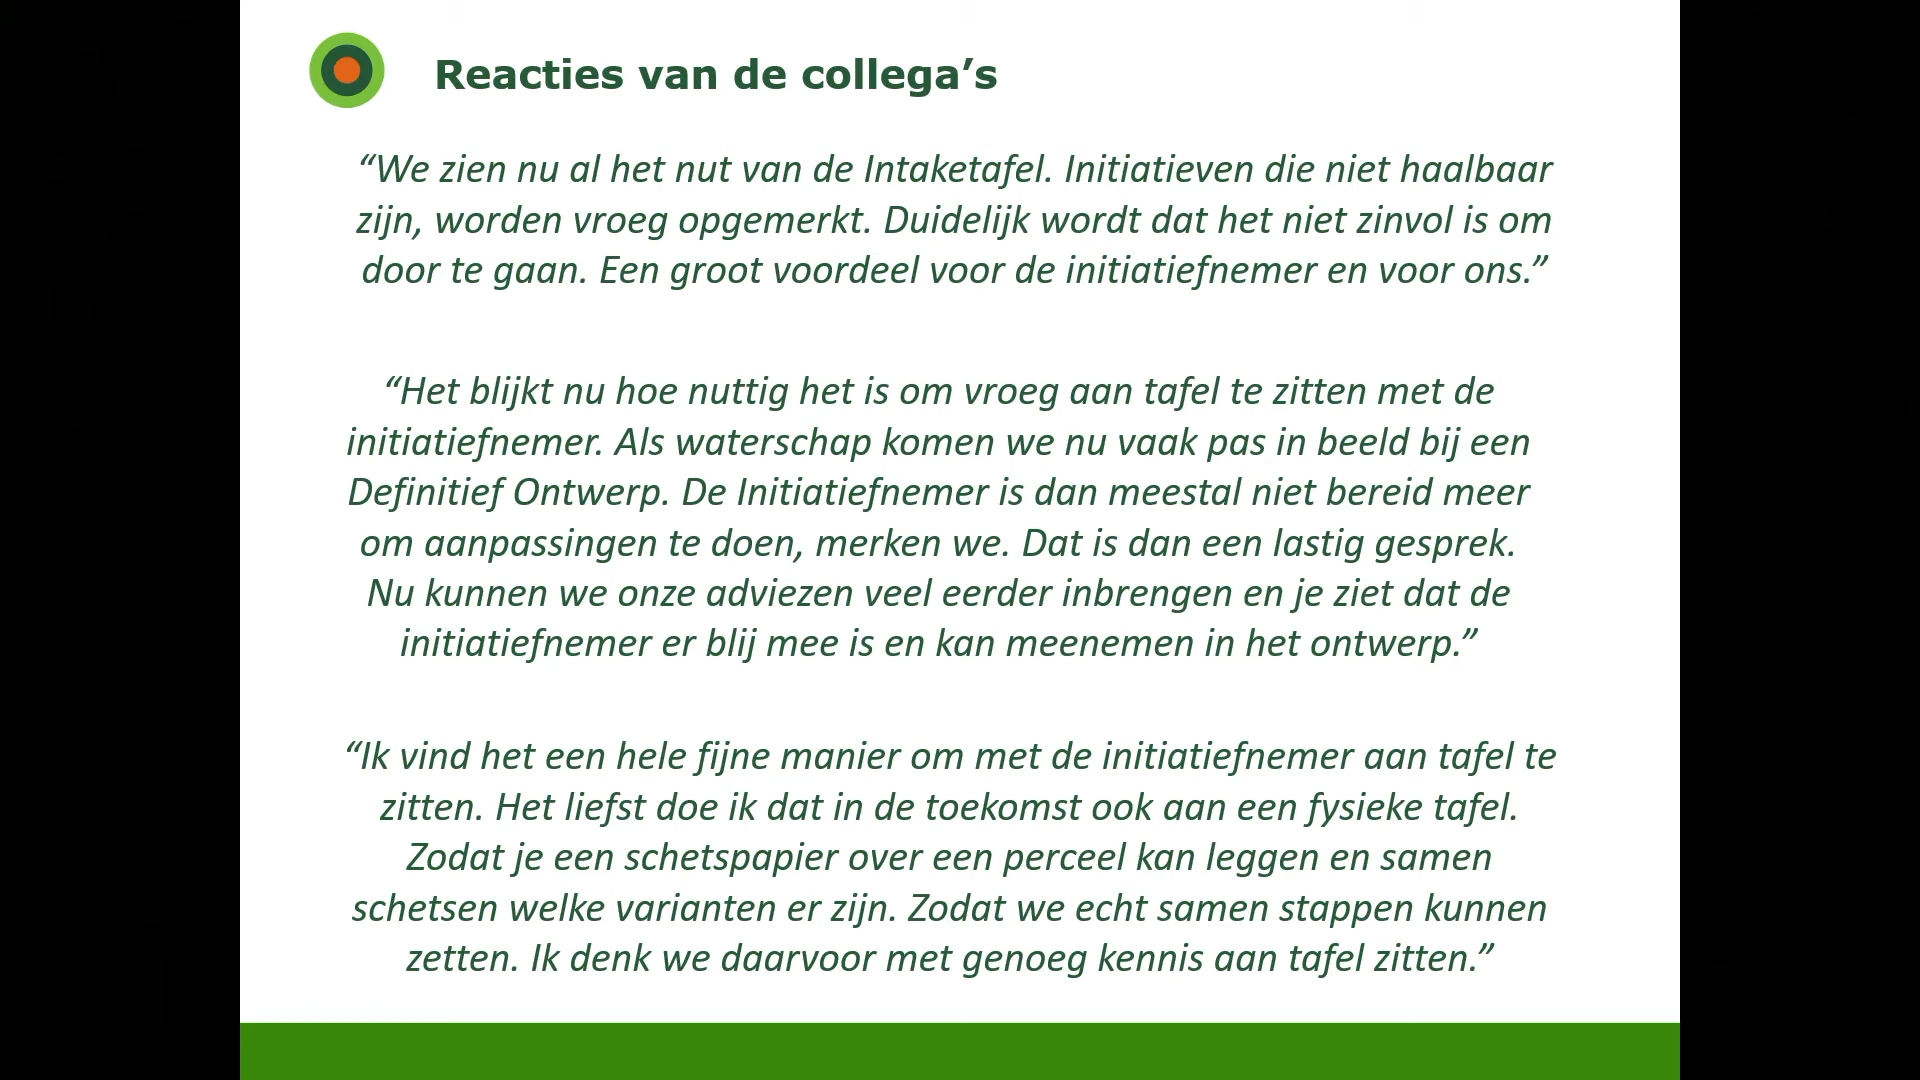 Reacties van de collega’s
“We zien nu al het nut van de Intaketafel. Initiatieven die niet haalbaar
zijn, worden vroeg opgemerkt. Duidelijk wordt dat het niet zinvol is om
door te gaan. Een groot voordeel voor de initiatiefnemer en voor ons.”
“Het blijkt nu hoe nuttig het is om vroeg aan tafel te zitten met de
initiatiefnemer. Als waterschap komen we nu vaak pas in beeld bij een
Definitief Ontwerp. De Initiatiefnemer is dan meestal niet bereid meer
om aanpassingen te doen, merken we. Dat is dan een lastig gesprek.
Nu kunnen we onze adviezen veel eerder inbrengen en je ziet dat de
initiatiefnemer er blij mee is en kan meenemen in het ontwerp.”
“Ik vind het een hele fijne manier om met de initiatiefnemer aan tafel te
zitten. Het liefst doe ik dat in de toekomst ook aan een fysieke tafel.
Zodat je een schetspapier over een perceel kan leggen en samen
schetsen welke varianten er zijn. Zodat we echt samen stappen kunnen
zetten. Ik denk we daarvoor met genoeg kennis aan tafel zitten.”